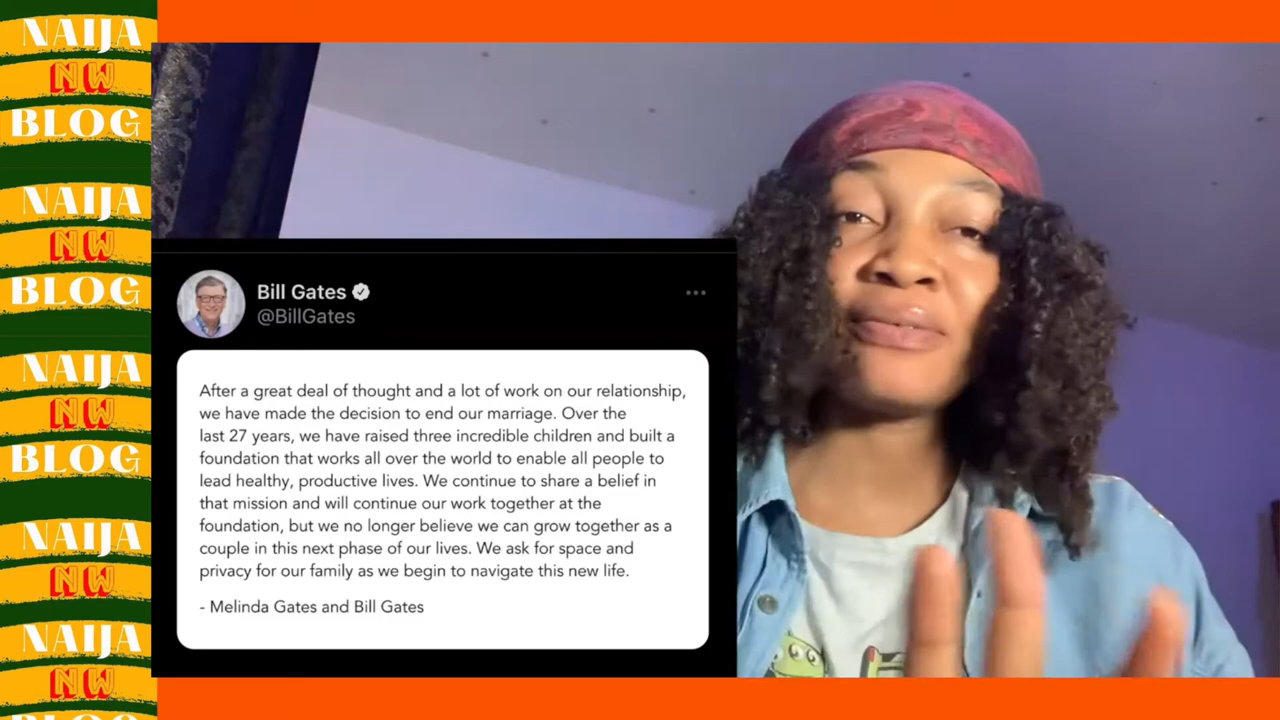 NAIJA
NW
BLOG
NAIJA
NW
BLOG
NAIJA
NW
BLOG
NAIJA
NW
BLOG
NAIJA
NW
BLOG
Bill Gates
@BillGates
After a great deal of thought and a lot of work on our relationship,
we have made the decision to end our marriage. Over the
last 27 years, we have raised three incredible children and built a
foundation that works all over the world to enable all people to
lead healthy, productive lives. We continue to share a belief in
that mission and will continue our work together at the
foundation, but we no longer believe we can grow together as a
couple in this next phase of our lives. We ask for space and
privacy for our family as we begin to navigate this new life.
- Melinda Gates and Bill Gates